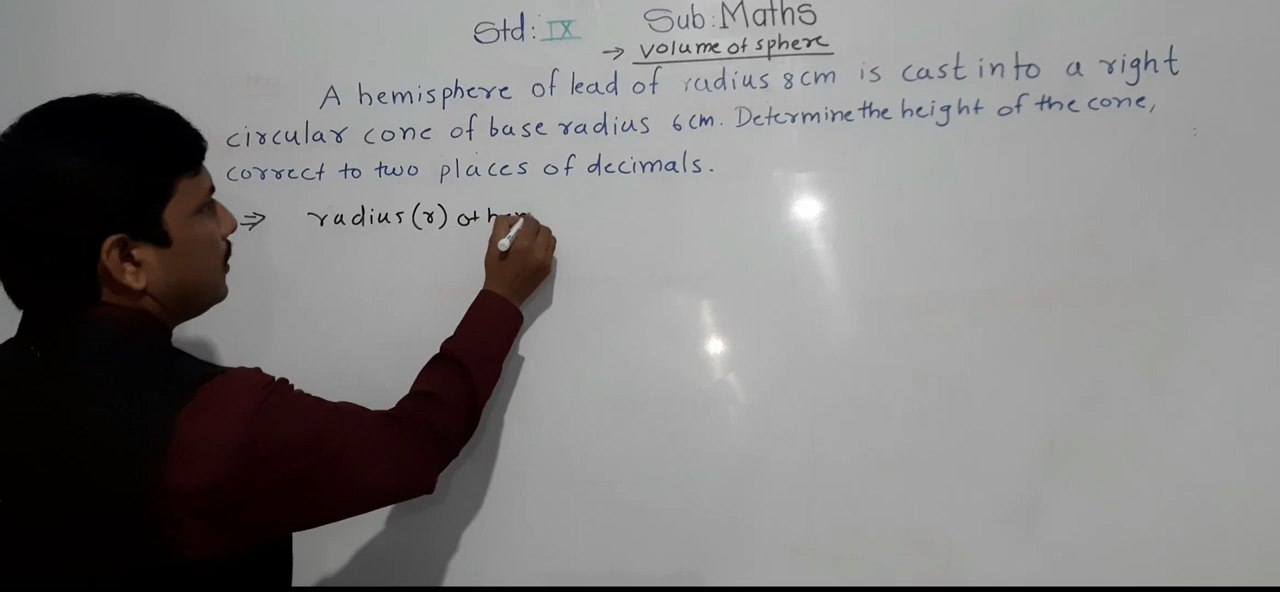 Std: IX Sub: Maths
→ Volume of sphere
A hemisphere of lead of radius 8cm is cast into a right
circular cone of base radius 6cm. Determine the height of the cone,
correct to two places of decimals.
⇒ radius (r) of